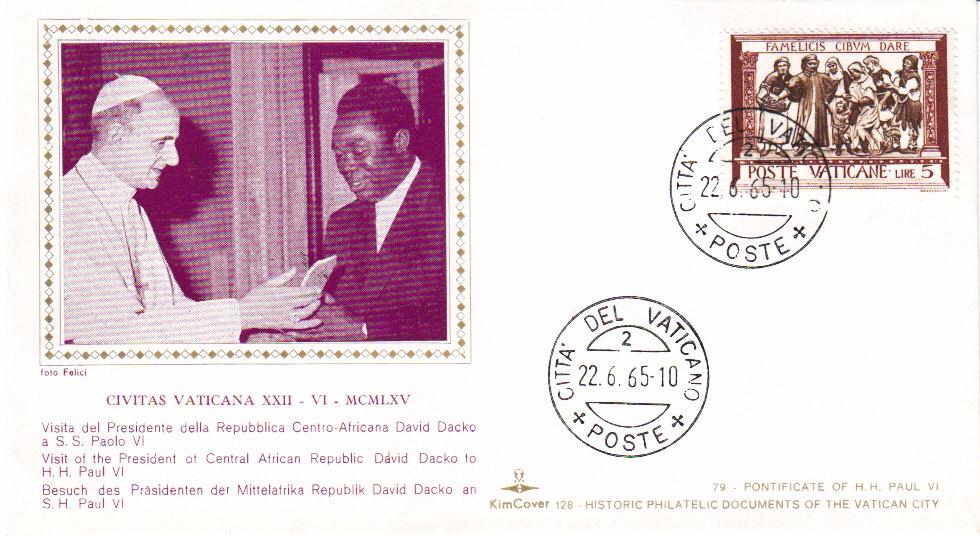 FAMELICIS CIBVM DARE
POSTE VATICANE LIRE 5
CITTA' DEL VATICANO
2
22.6.65-10
POSTE
foto Felici
CITTA' DEL VATICANO
2
22.6.65-10
POSTE
CIVITAS VATICANA XXII - VI - MCMLXV
Visita del Presidente della Repubblica Centro-Africana David Dacko
a S. S. Paolo VI
Visit of the President of Central African Republic David Dacko to
H. H. Paul VI
Besuch des Präsidenten der Mittelafrika Republik David Dacko an
S. H. Paul VI
79 - PONTIFICATE OF H. H. PAUL VI
KimCover 128 - HISTORIC PHILATELIC DOCUMENTS OF THE VATICAN CITY